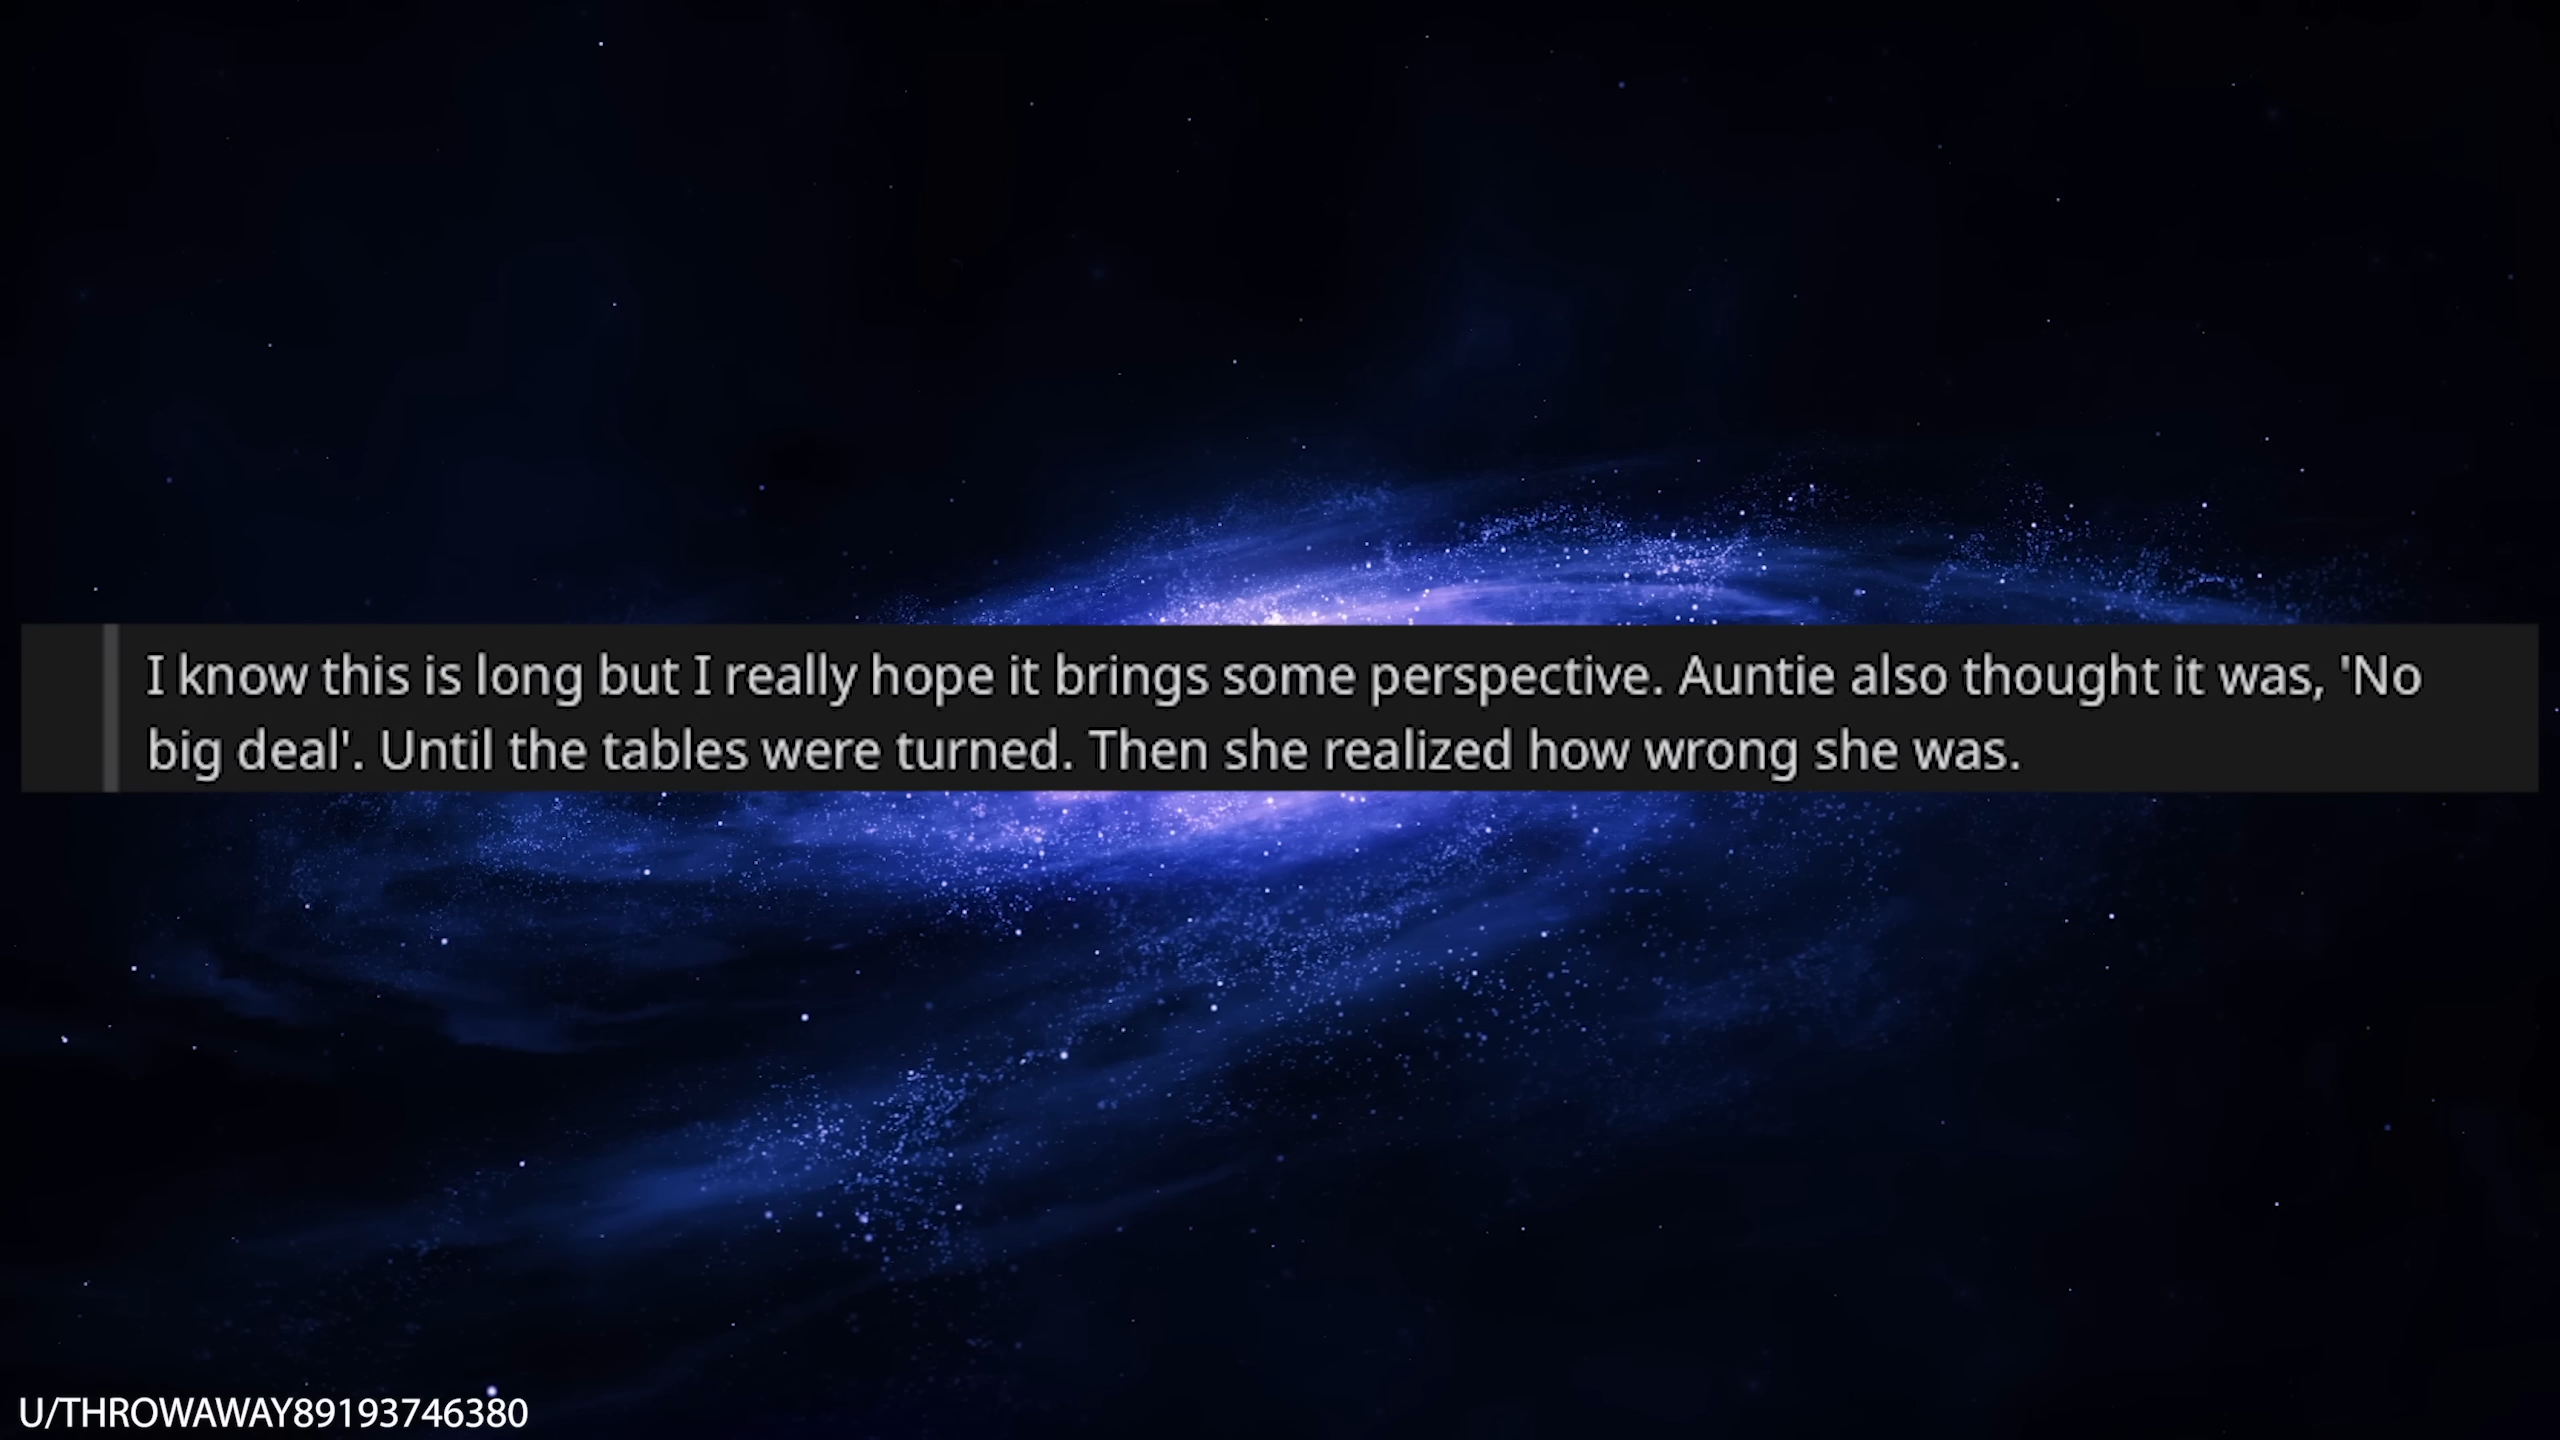 I know this is long but I really hope it brings some perspective. Auntie also thought it was, 'No
big deal'. Until the tables were turned. Then she realized how wrong she was.
U/THROWAWAY89193746380